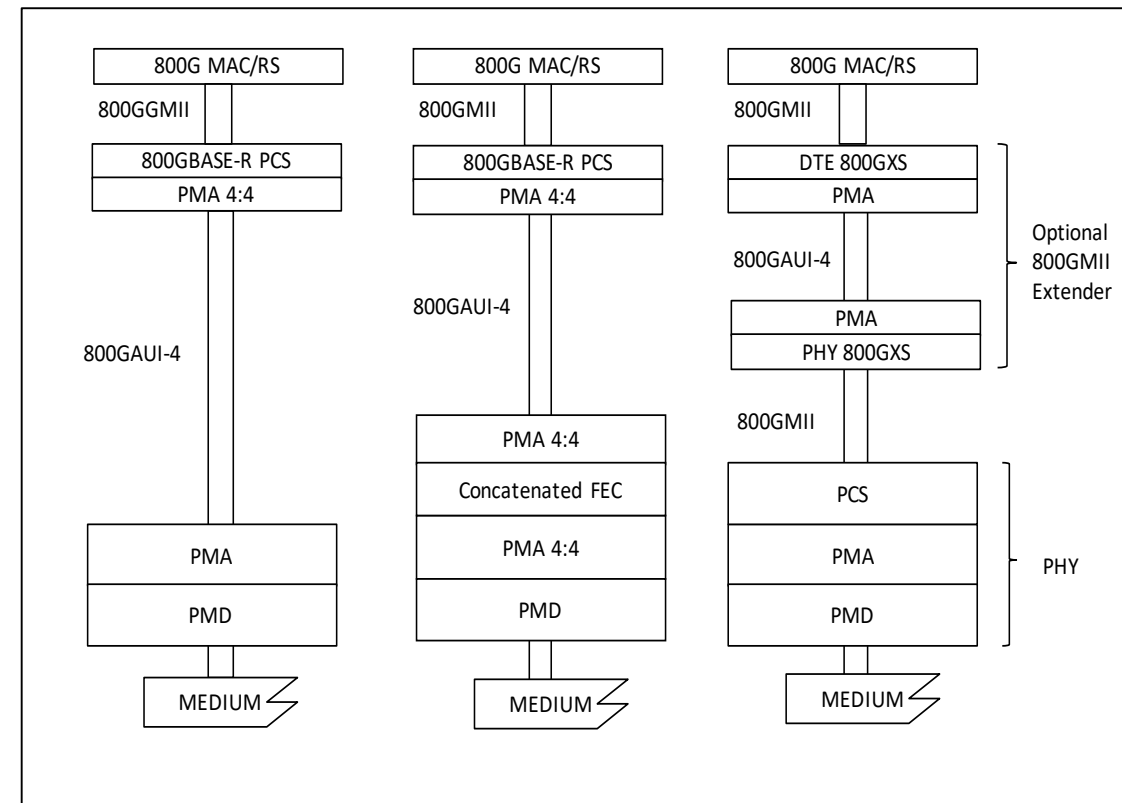 800G MAC/RS
800GGMII
800GBASE-R PCS
PMA 4:4
800GAUI-4
PMA
PMD
MEDIUM
800G MAC/RS
800GMII
800GBASE-R PCS
PMA 4:4
800GAUI-4
PMA 4:4
Concatenated FEC
PMA 4:4
PMD
MEDIUM
800G MAC/RS
800GMII
DTE 800GXS
PMA
800GAUI-4
PMA
PHY 800GXS
Optional
800GMII
Extender
800GMII
PCS
PMA
PMD
PHY
MEDIUM